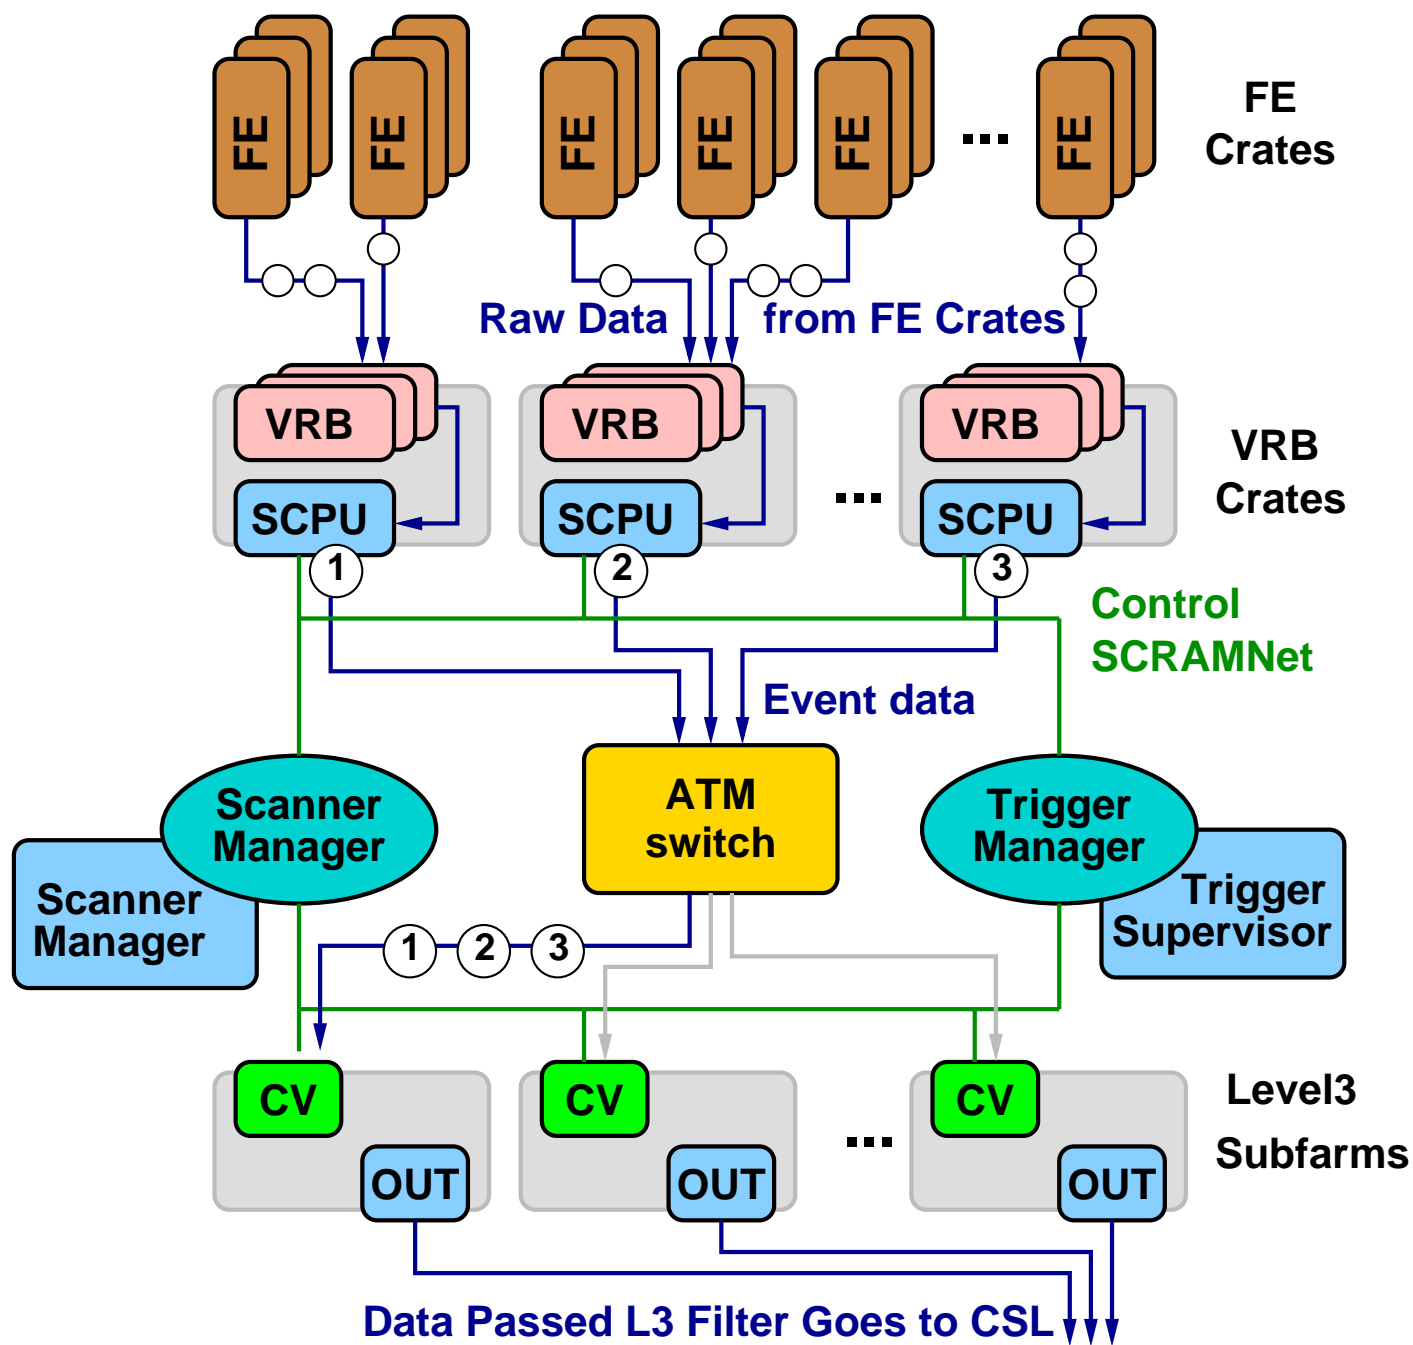 FE FE FE FE FE ... FE
FE
Crates
Raw Data from FE Crates
VRB VRB VRB
VRB
Crates
SCPU SCPU ... SCPU
1 2 3
Control
SCRAMNet
Event data
Scanner
Manager
ATM
switch
Trigger
Manager
Scanner
Manager
Trigger
Supervisor
1 2 3
CV CV CV
Level3
Subfarms
...
OUT OUT OUT
Data Passed L3 Filter Goes to CSL